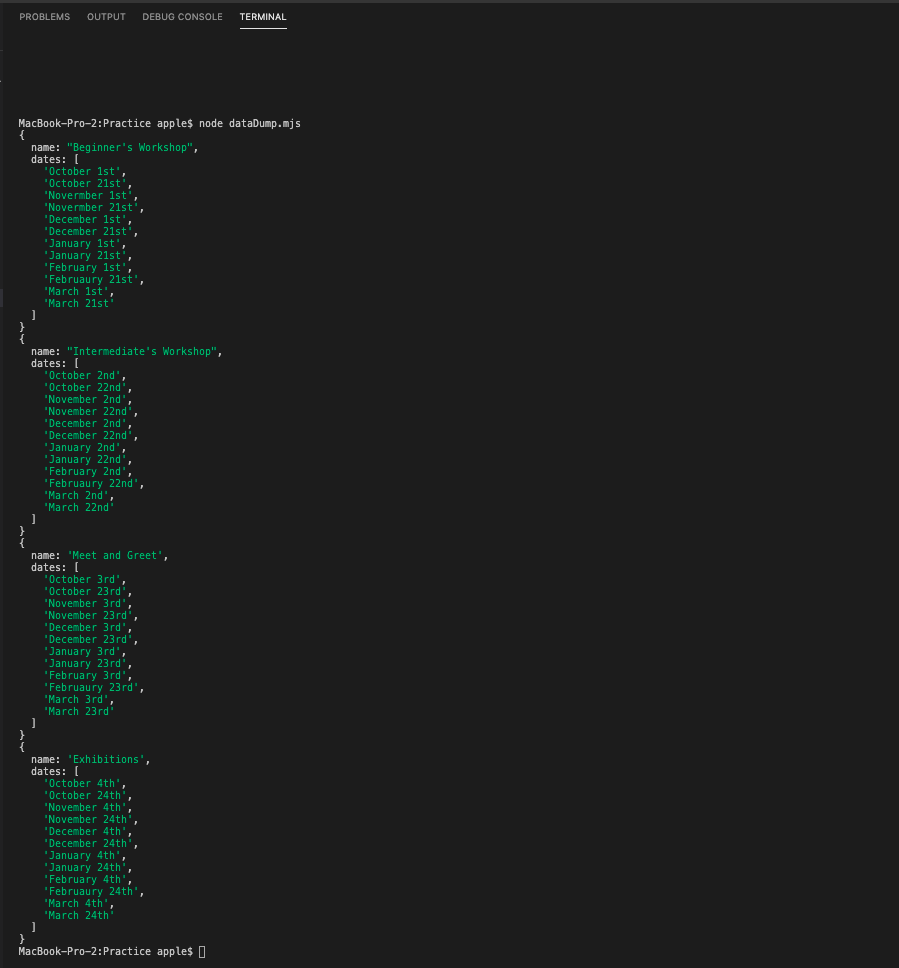 PROBLEMS OUTPUT DEBUG CONSOLE TERMINAL
MacBook-Pro-2:Practice apple$ node dataDump.mjs
{
  name: "Beginner's Workshop",
  dates: [
    'October 1st',
    'October 21st',
    'Novermber 1st',
    'Novermber 21st',
    'December 1st',
    'December 21st',
    'January 1st',
    'January 21st',
    'February 1st',
    'Februaury 21st',
    'March 1st',
    'March 21st'
  ]
}
{
  name: "Intermediate's Workshop",
  dates: [
    'October 2nd',
    'October 22nd',
    'November 2nd',
    'November 22nd',
    'December 2nd',
    'December 22nd',
    'January 2nd',
    'January 22nd',
    'February 2nd',
    'Februaury 22nd',
    'March 2nd',
    'March 22nd'
  ]
}
{
  name: 'Meet and Greet',
  dates: [
    'October 3rd',
    'October 23rd',
    'November 3rd',
    'November 23rd',
    'December 3rd',
    'December 23rd',
    'January 3rd',
    'January 23rd',
    'February 3rd',
    'Februaury 23rd',
    'March 3rd',
    'March 23rd'
  ]
}
{
  name: 'Exhibitions',
  dates: [
    'October 4th',
    'October 24th',
    'November 4th',
    'November 24th',
    'December 4th',
    'December 24th',
    'January 4th',
    'January 24th',
    'February 4th',
    'Februaury 24th',
    'March 4th',
    'March 24th'
  ]
}
MacBook-Pro-2:Practice apple$